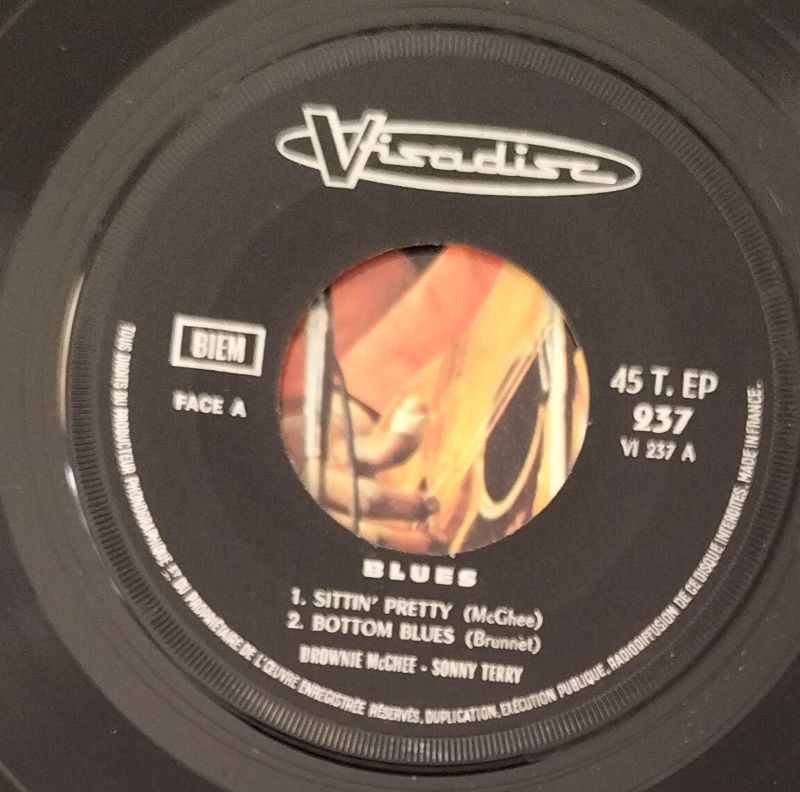 Visadisc
BIEM
FACE A
45 T. EP
237
VI 237 A
BLUES
1. SITTIN' PRETTY (McGhee)
2. BOTTOM BLUES (Brunnèt)
BROWNIE McGHEE - SONNY TERRY
TOUS DROITS DU PRODUCTEUR PHONOGRAPHIQUE ET DU PROPRIÉTAIRE DE L'ŒUVRE ENREGISTRÉE RÉSERVÉS, DUPLICATION, EXÉCUTION PUBLIQUE, RADIODIFFUSION DE CE DISQUE INTERDITES. MADE IN FRANCE.